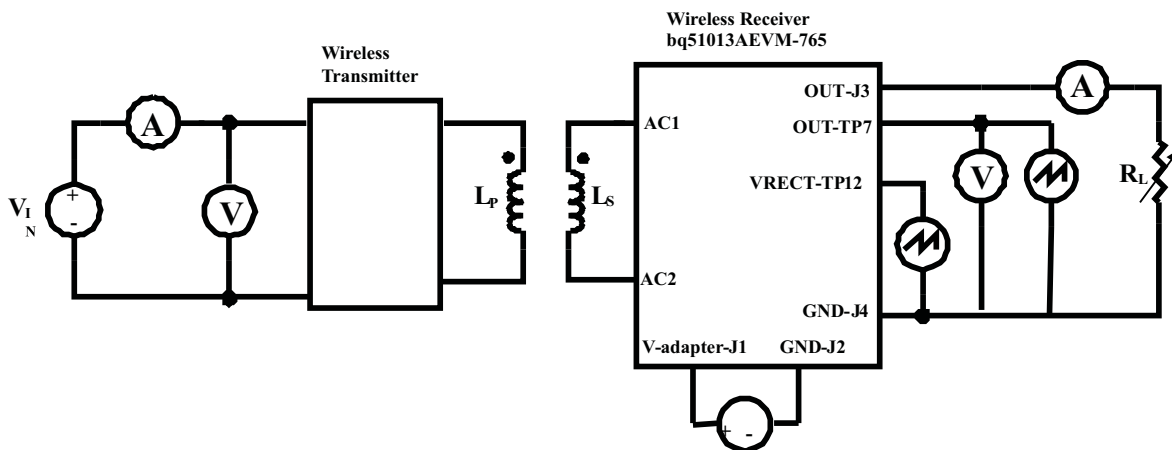 Wireless Receiver
bq51013AEVM-765
Wireless
Transmitter
OUT-J3
A
A
AC1
OUT-TP7
VRECT-TP12
V
RL
VI
N
+
-
V
LP
LS
AC2
GND-J4
V-adapter-J1
GND-J2
+
-